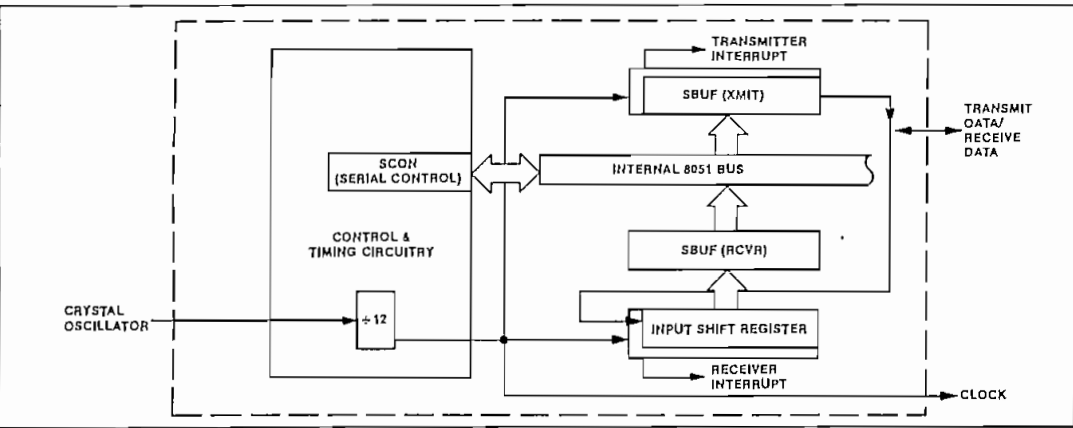 TRANSMITTER
INTERRUPT
SBUF (XMIT)
TRANSMIT
DATA/
RECEIVE
DATA
SCON
(SERIAL CONTROL)
INTERNAL 8051 BUS
CONTROL &
TIMING CIRCUITRY
SBUF (RCVR)
CRYSTAL
OSCILLATOR
÷ 12
INPUT SHIFT REGISTER
RECEIVER
INTERRUPT
CLOCK